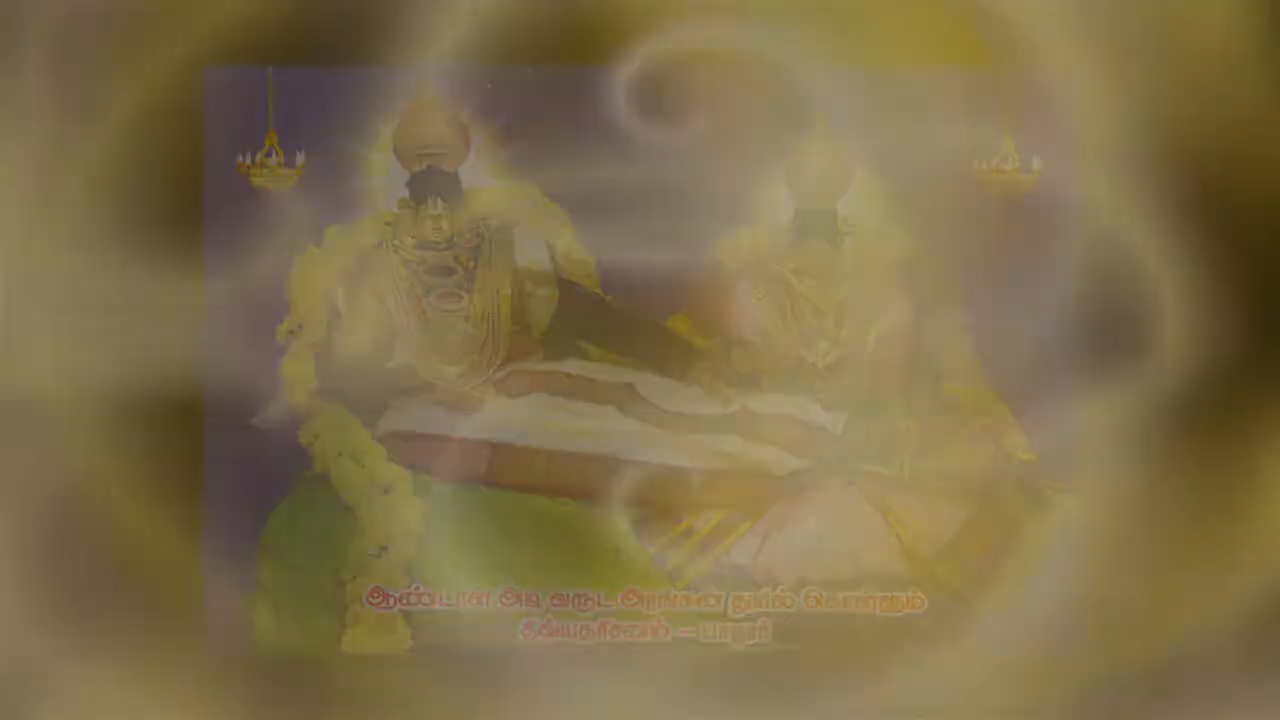 ஆண்டாள் அடி வருட அரங்கன் துயில் கொள்ளும்
திவ்யதரிசனம் –